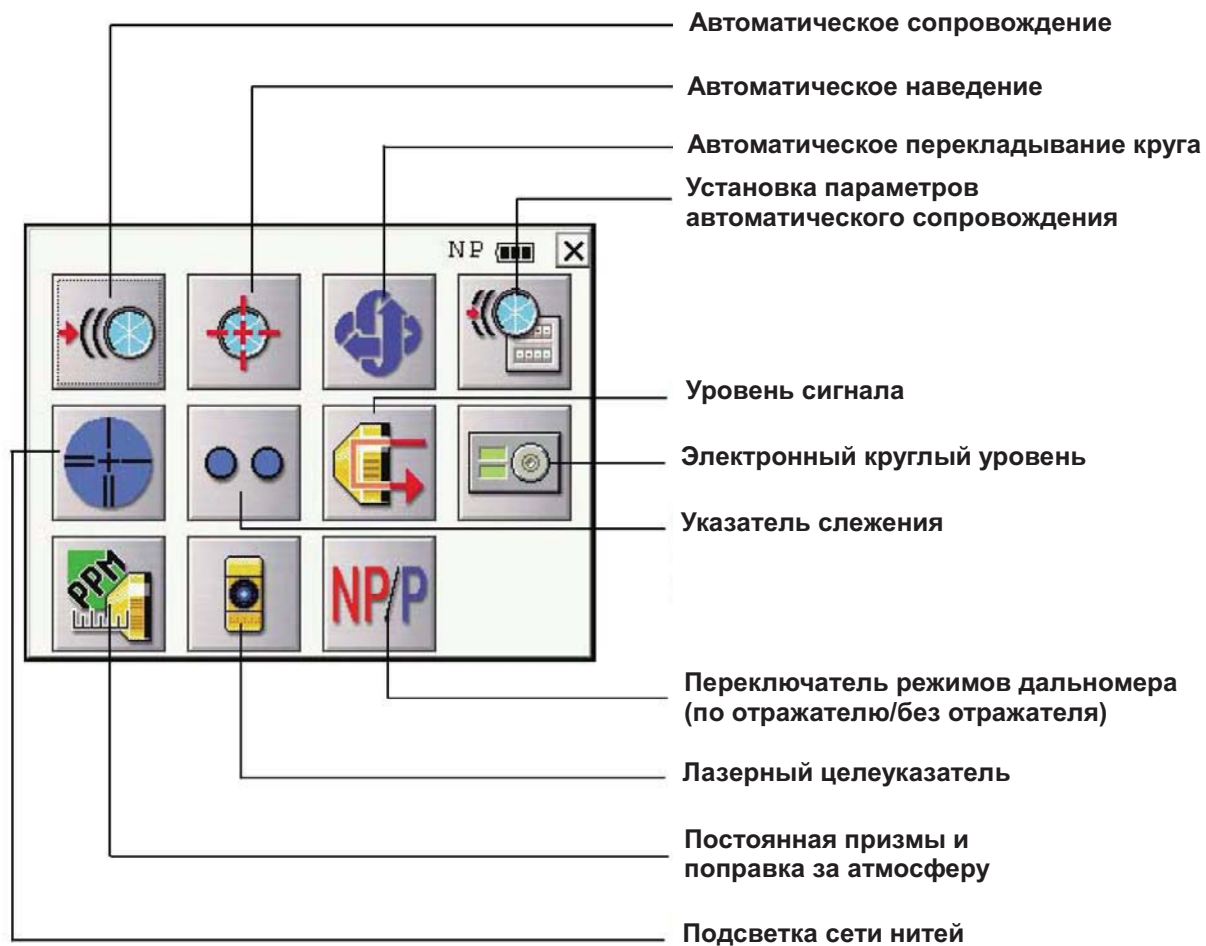 Автоматическое сопровождение
Автоматическое наведение
Автоматическое перекладывание круга
Установка параметров
автоматического сопровождения
NP
Уровень сигнала
Электронный круглый уровень
Указатель слежения
PPM
NP/P
Переключатель режимов дальномера
(по отражателю/без отражателя)
Лазерный целеуказатель
Постоянная призмы и
поправка за атмосферу
Подсветка сети нитей